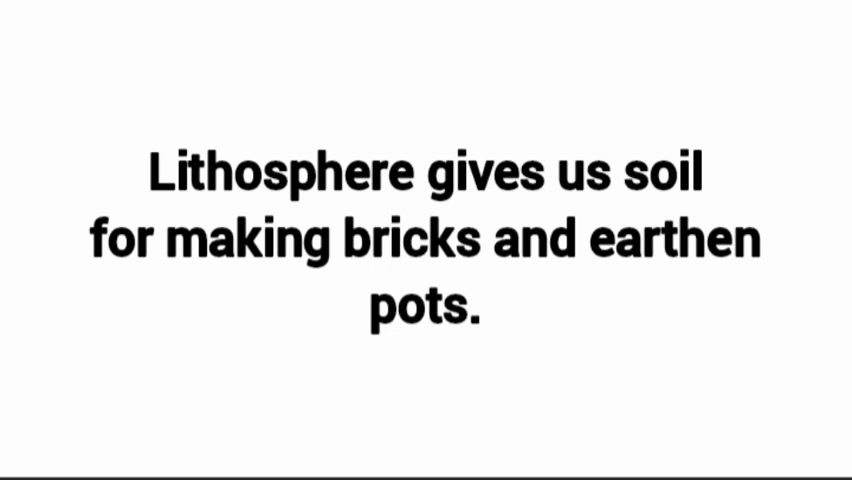 Lithosphere gives us soil
for making bricks and earthen
pots.